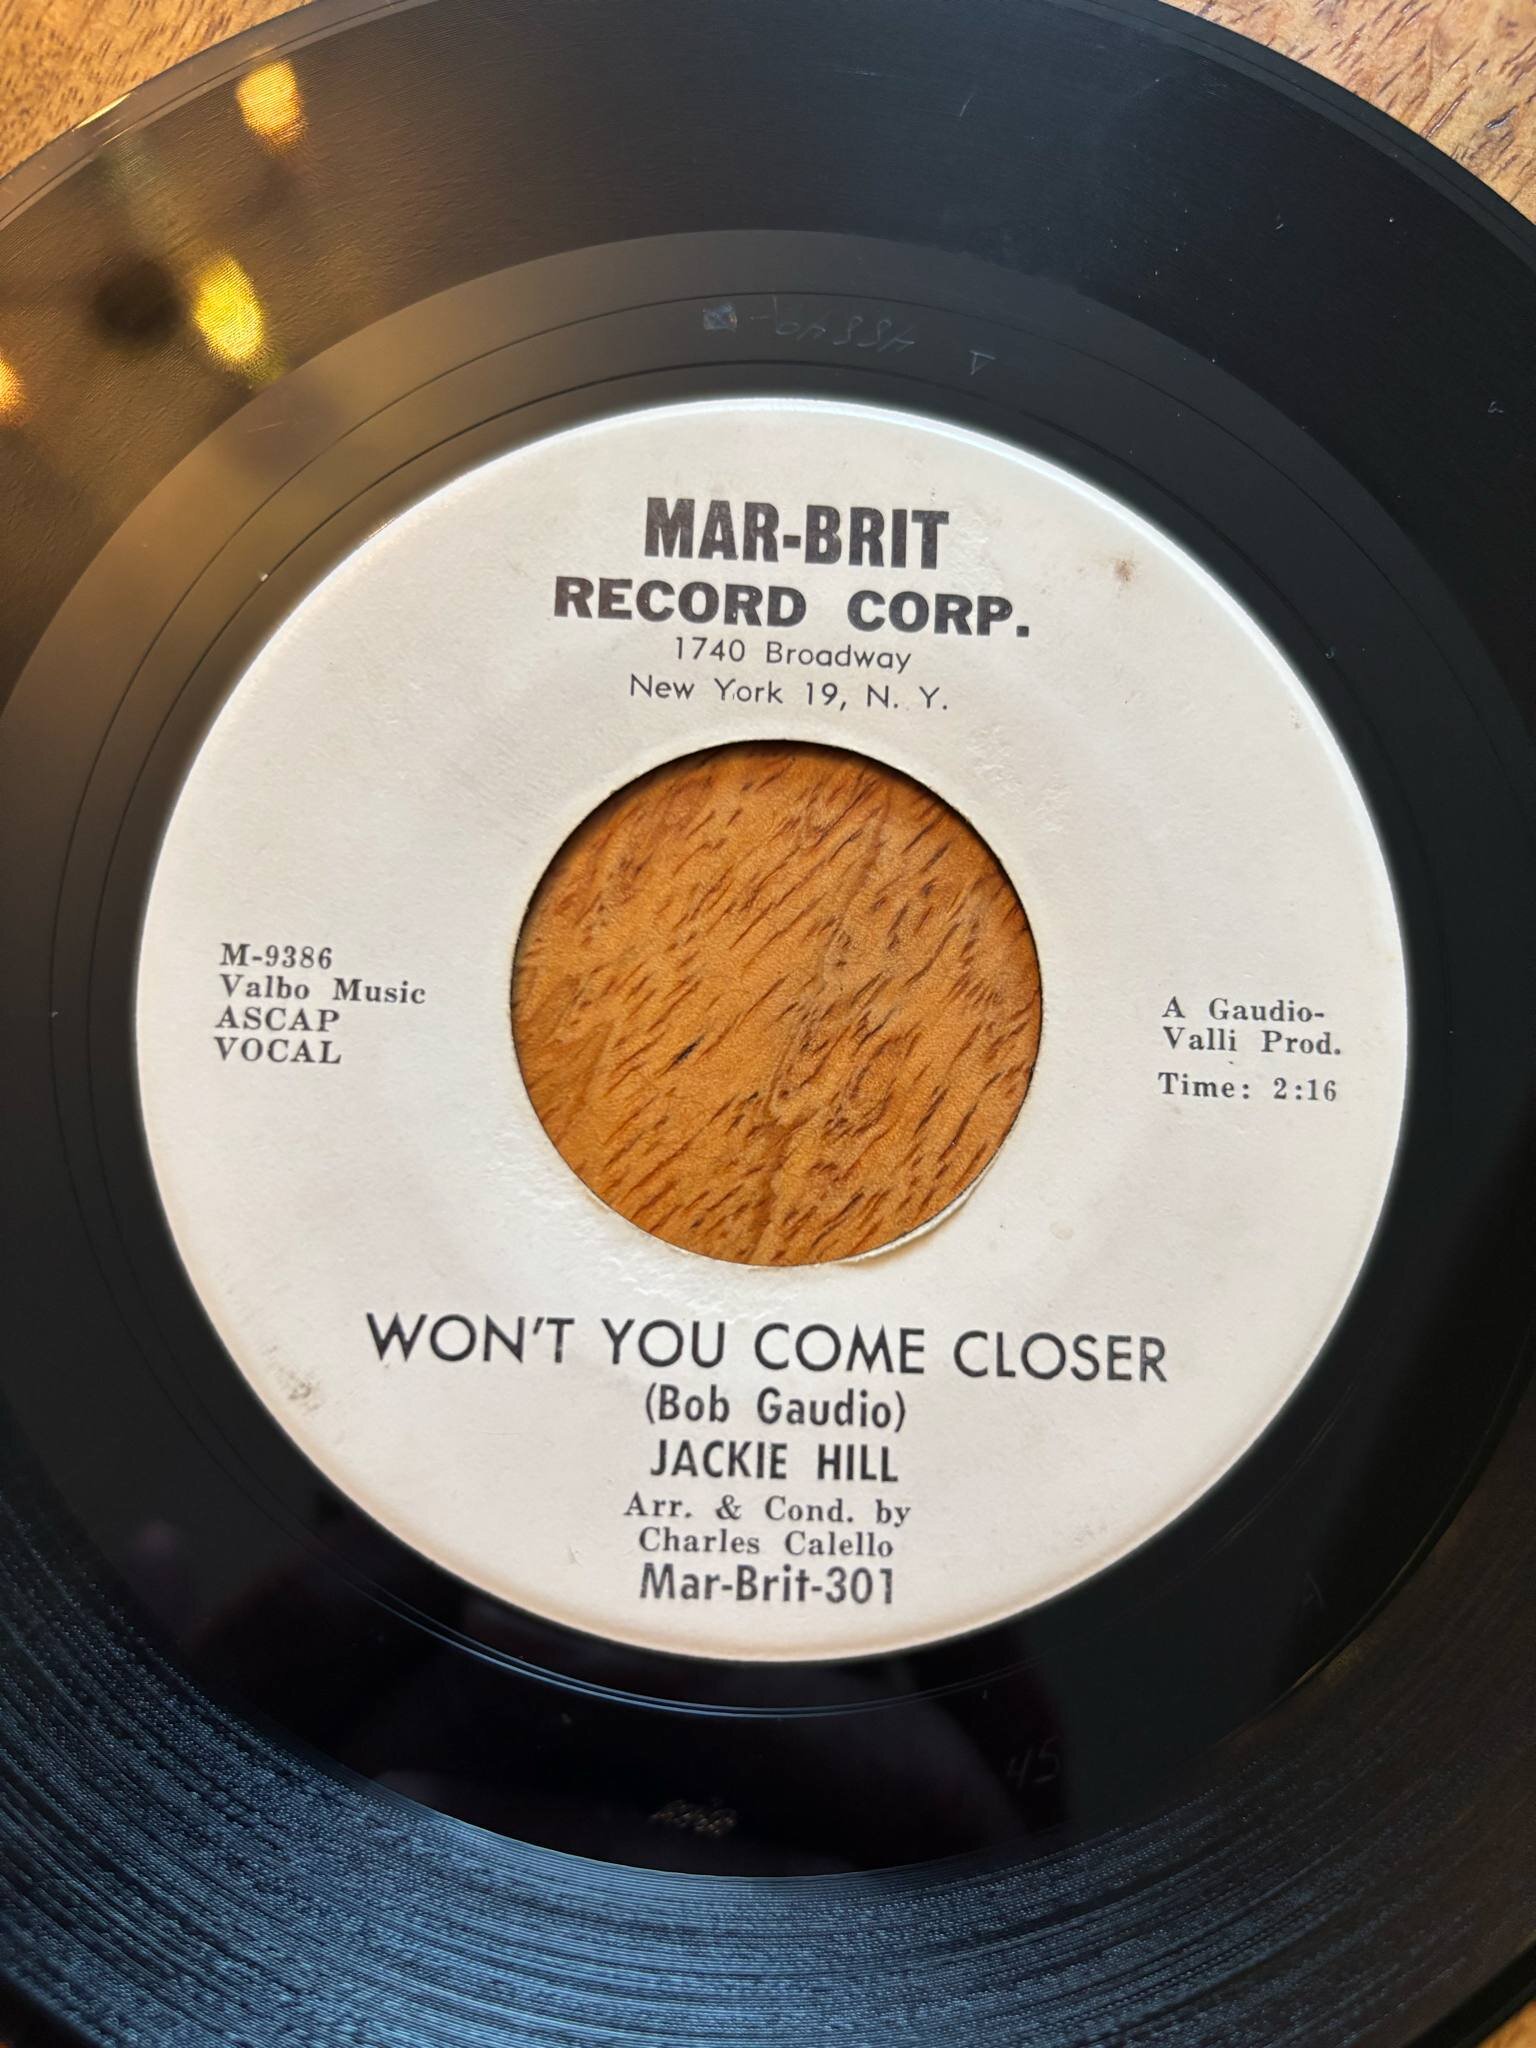 MAR-BRIT
RECORD CORP.
1740 Broadway
New York 19, N. Y.
M-9386
Valbo Music
ASCAP
VOCAL
A Gaudio-
Valli Prod.
Time: 2:16
WON'T YOU COME CLOSER
(Bob Gaudio)
JACKIE HILL
Arr. & Cond. by
Charles Calello
Mar-Brit-301
45